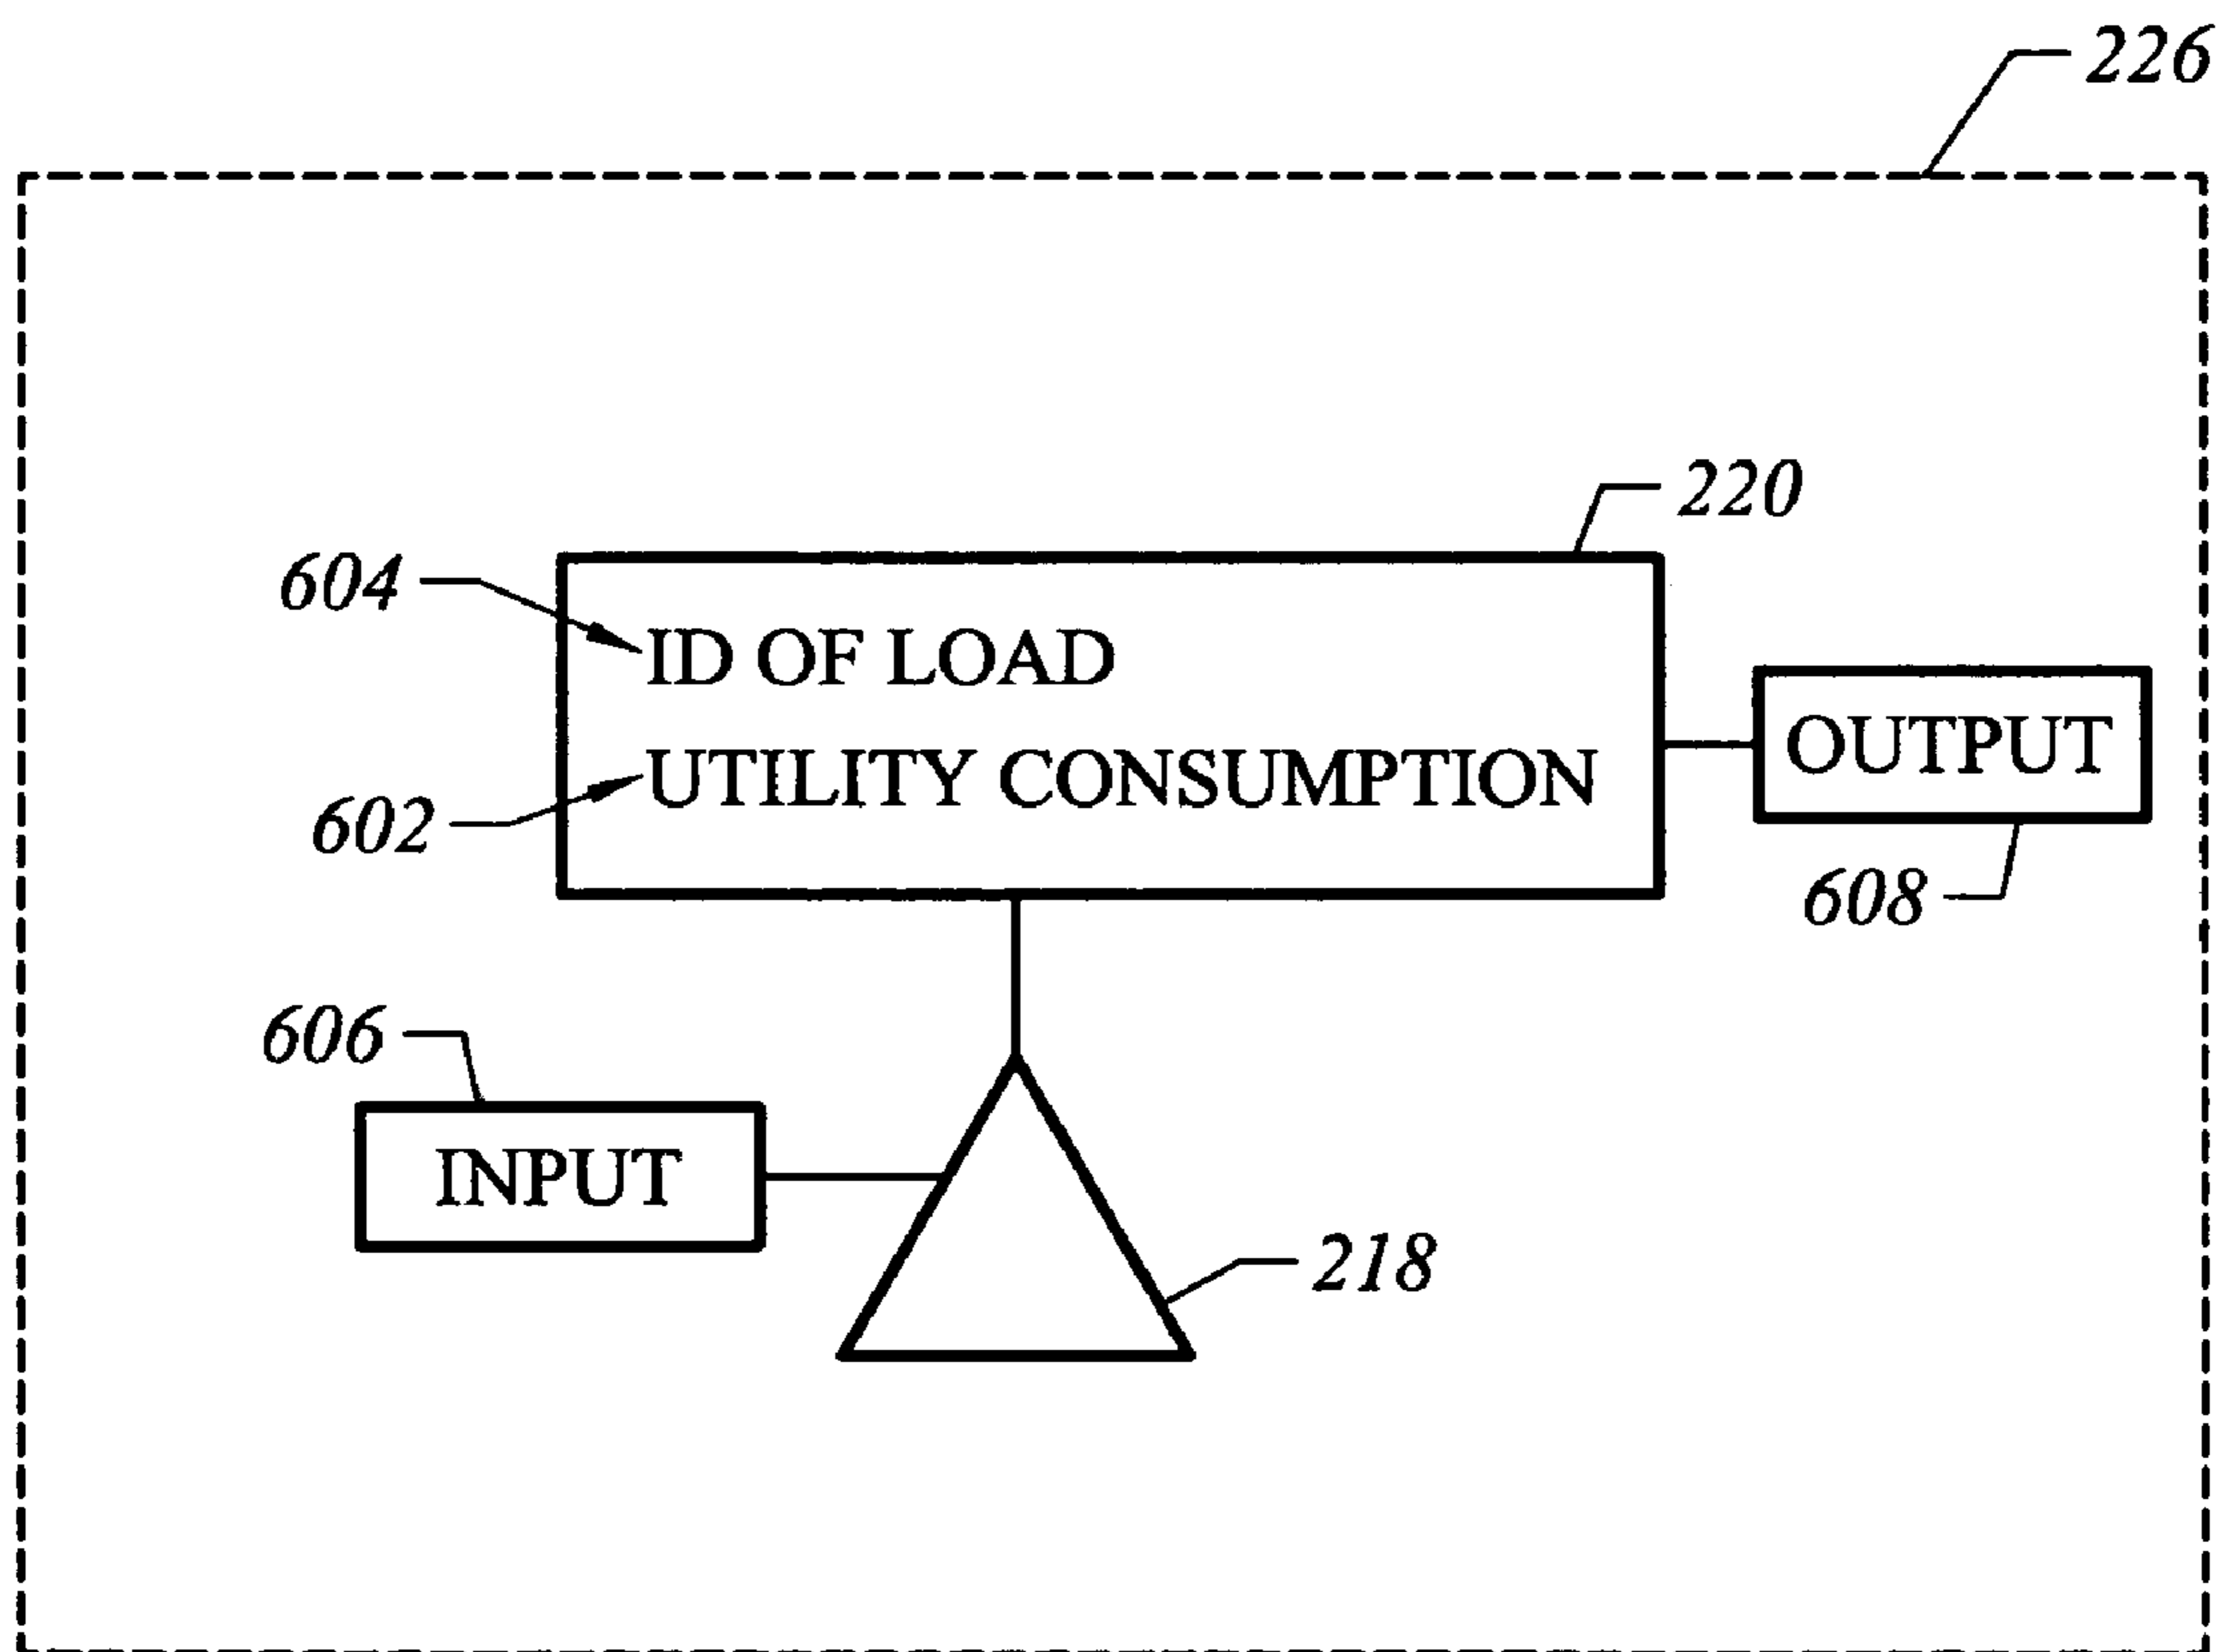 226
220
604
ID OF LOAD
UTILITY CONSUMPTION
602
OUTPUT
608
606
INPUT
218